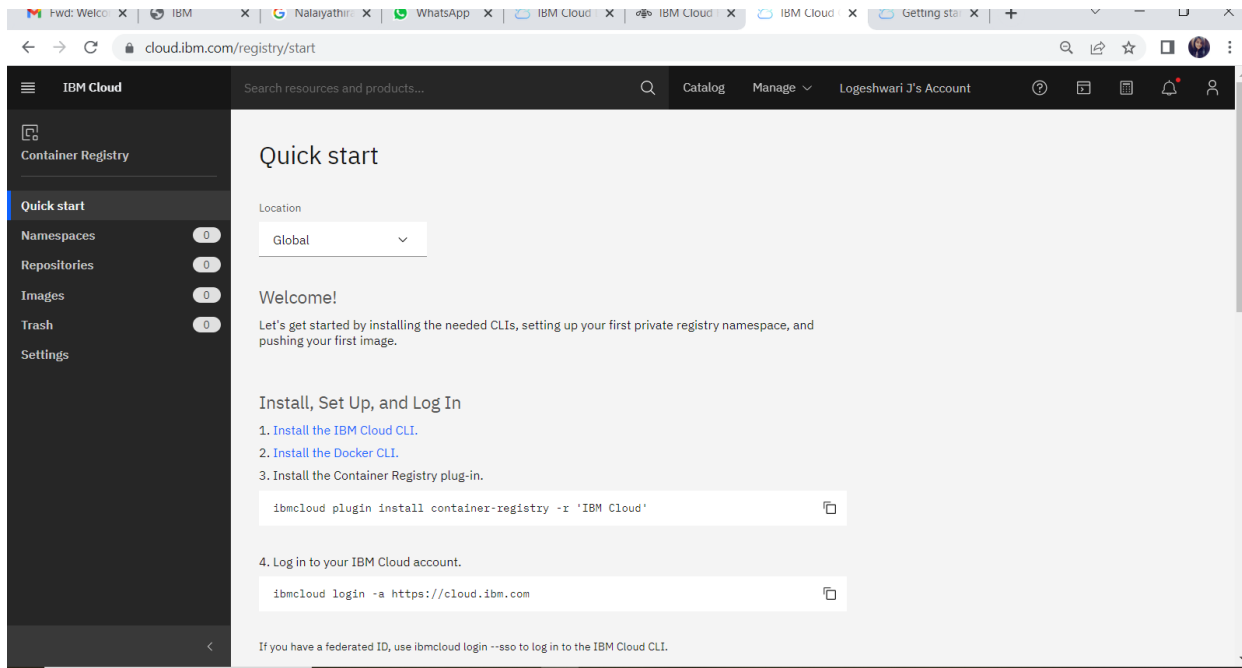 Fwd: Welco
IBM
Nalaiyathira
WhatsApp
IBM Cloud
IBM Cloud
IBM Cloud
Getting star
cloud.ibm.com/registry/start
IBM Cloud
Search resources and products...
Catalog
Manage
Logeshwari J's Account
Container Registry
Quick start
Namespaces 0
Repositories 0
Images 0
Trash 0
Settings
Quick start
Location
Global
Welcome!
Let's get started by installing the needed CLIs, setting up your first private registry namespace, and
pushing your first image.
Install, Set Up, and Log In
1. Install the IBM Cloud CLI.
2. Install the Docker CLI.
3. Install the Container Registry plug-in.
ibmcloud plugin install container-registry -r 'IBM Cloud'
4. Log in to your IBM Cloud account.
ibmcloud login -a https://cloud.ibm.com
If you have a federated ID, use ibmcloud login --sso to log in to the IBM Cloud CLI.